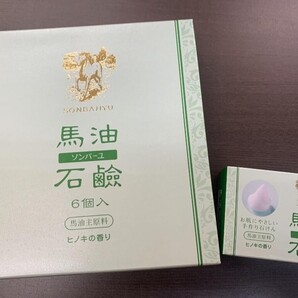 SONBAHYU
馬油
ソンバーユ
石鹼
6個入
馬油主原料
ヒノキの香り
お肌にやさしい
手作り石けん
馬油主原料
ヒノキの香り